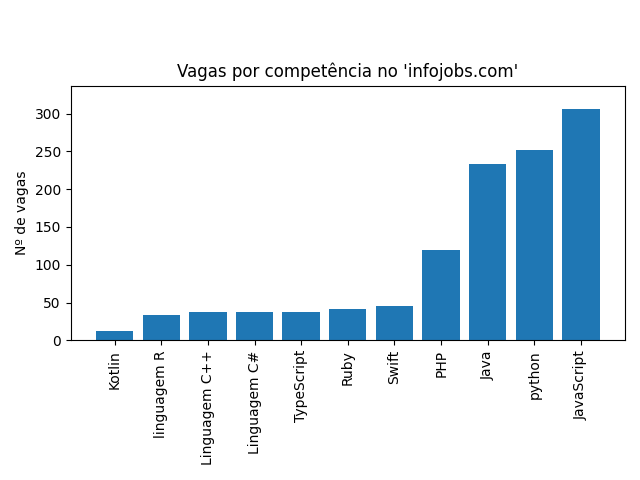 Vagas por competência no 'infojobs.com'
Nº de vagas
300
250
200
150
100
50
0
Kotlin
linguagem R
Linguagem C++
Linguagem C#
TypeScript
Ruby
Swift
PHP
Java
python
JavaScript